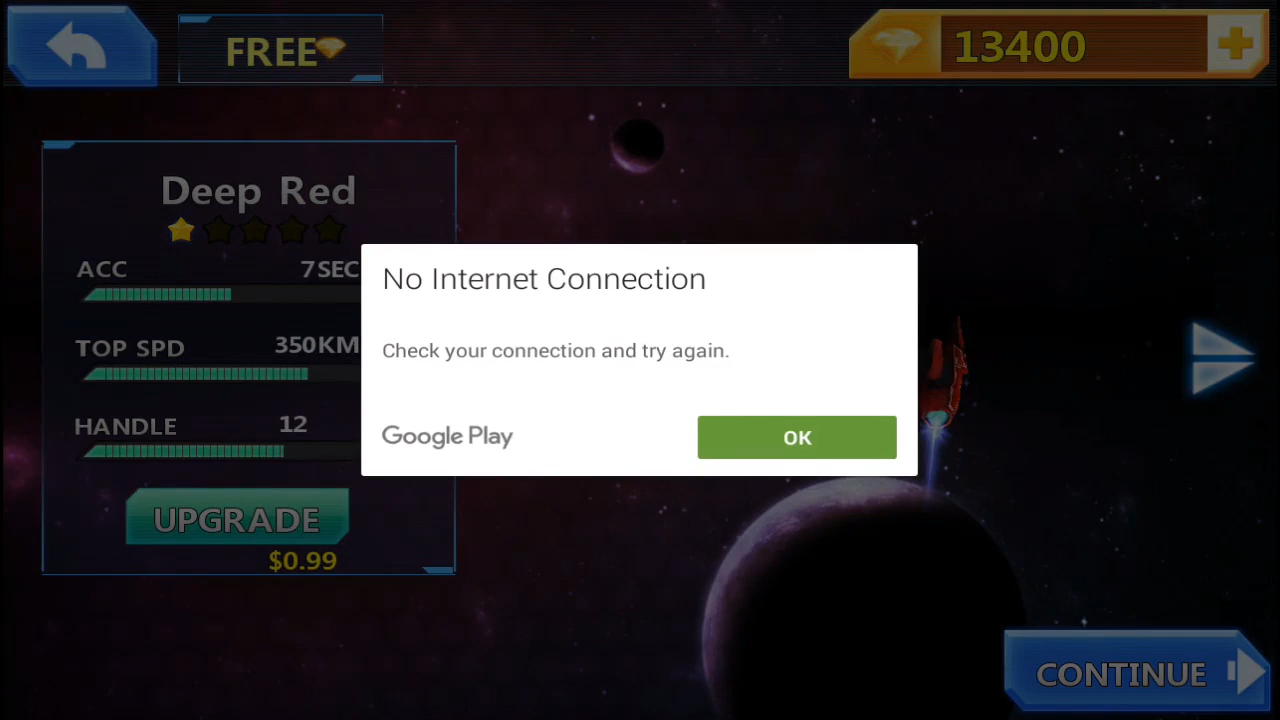 FREE
13400
Deep Red
ACC 7SEC
TOP SPD 350KM
HANDLE 12
UPGRADE
$0.99
No Internet Connection
Check your connection and try again.
Google Play
OK
CONTINUE